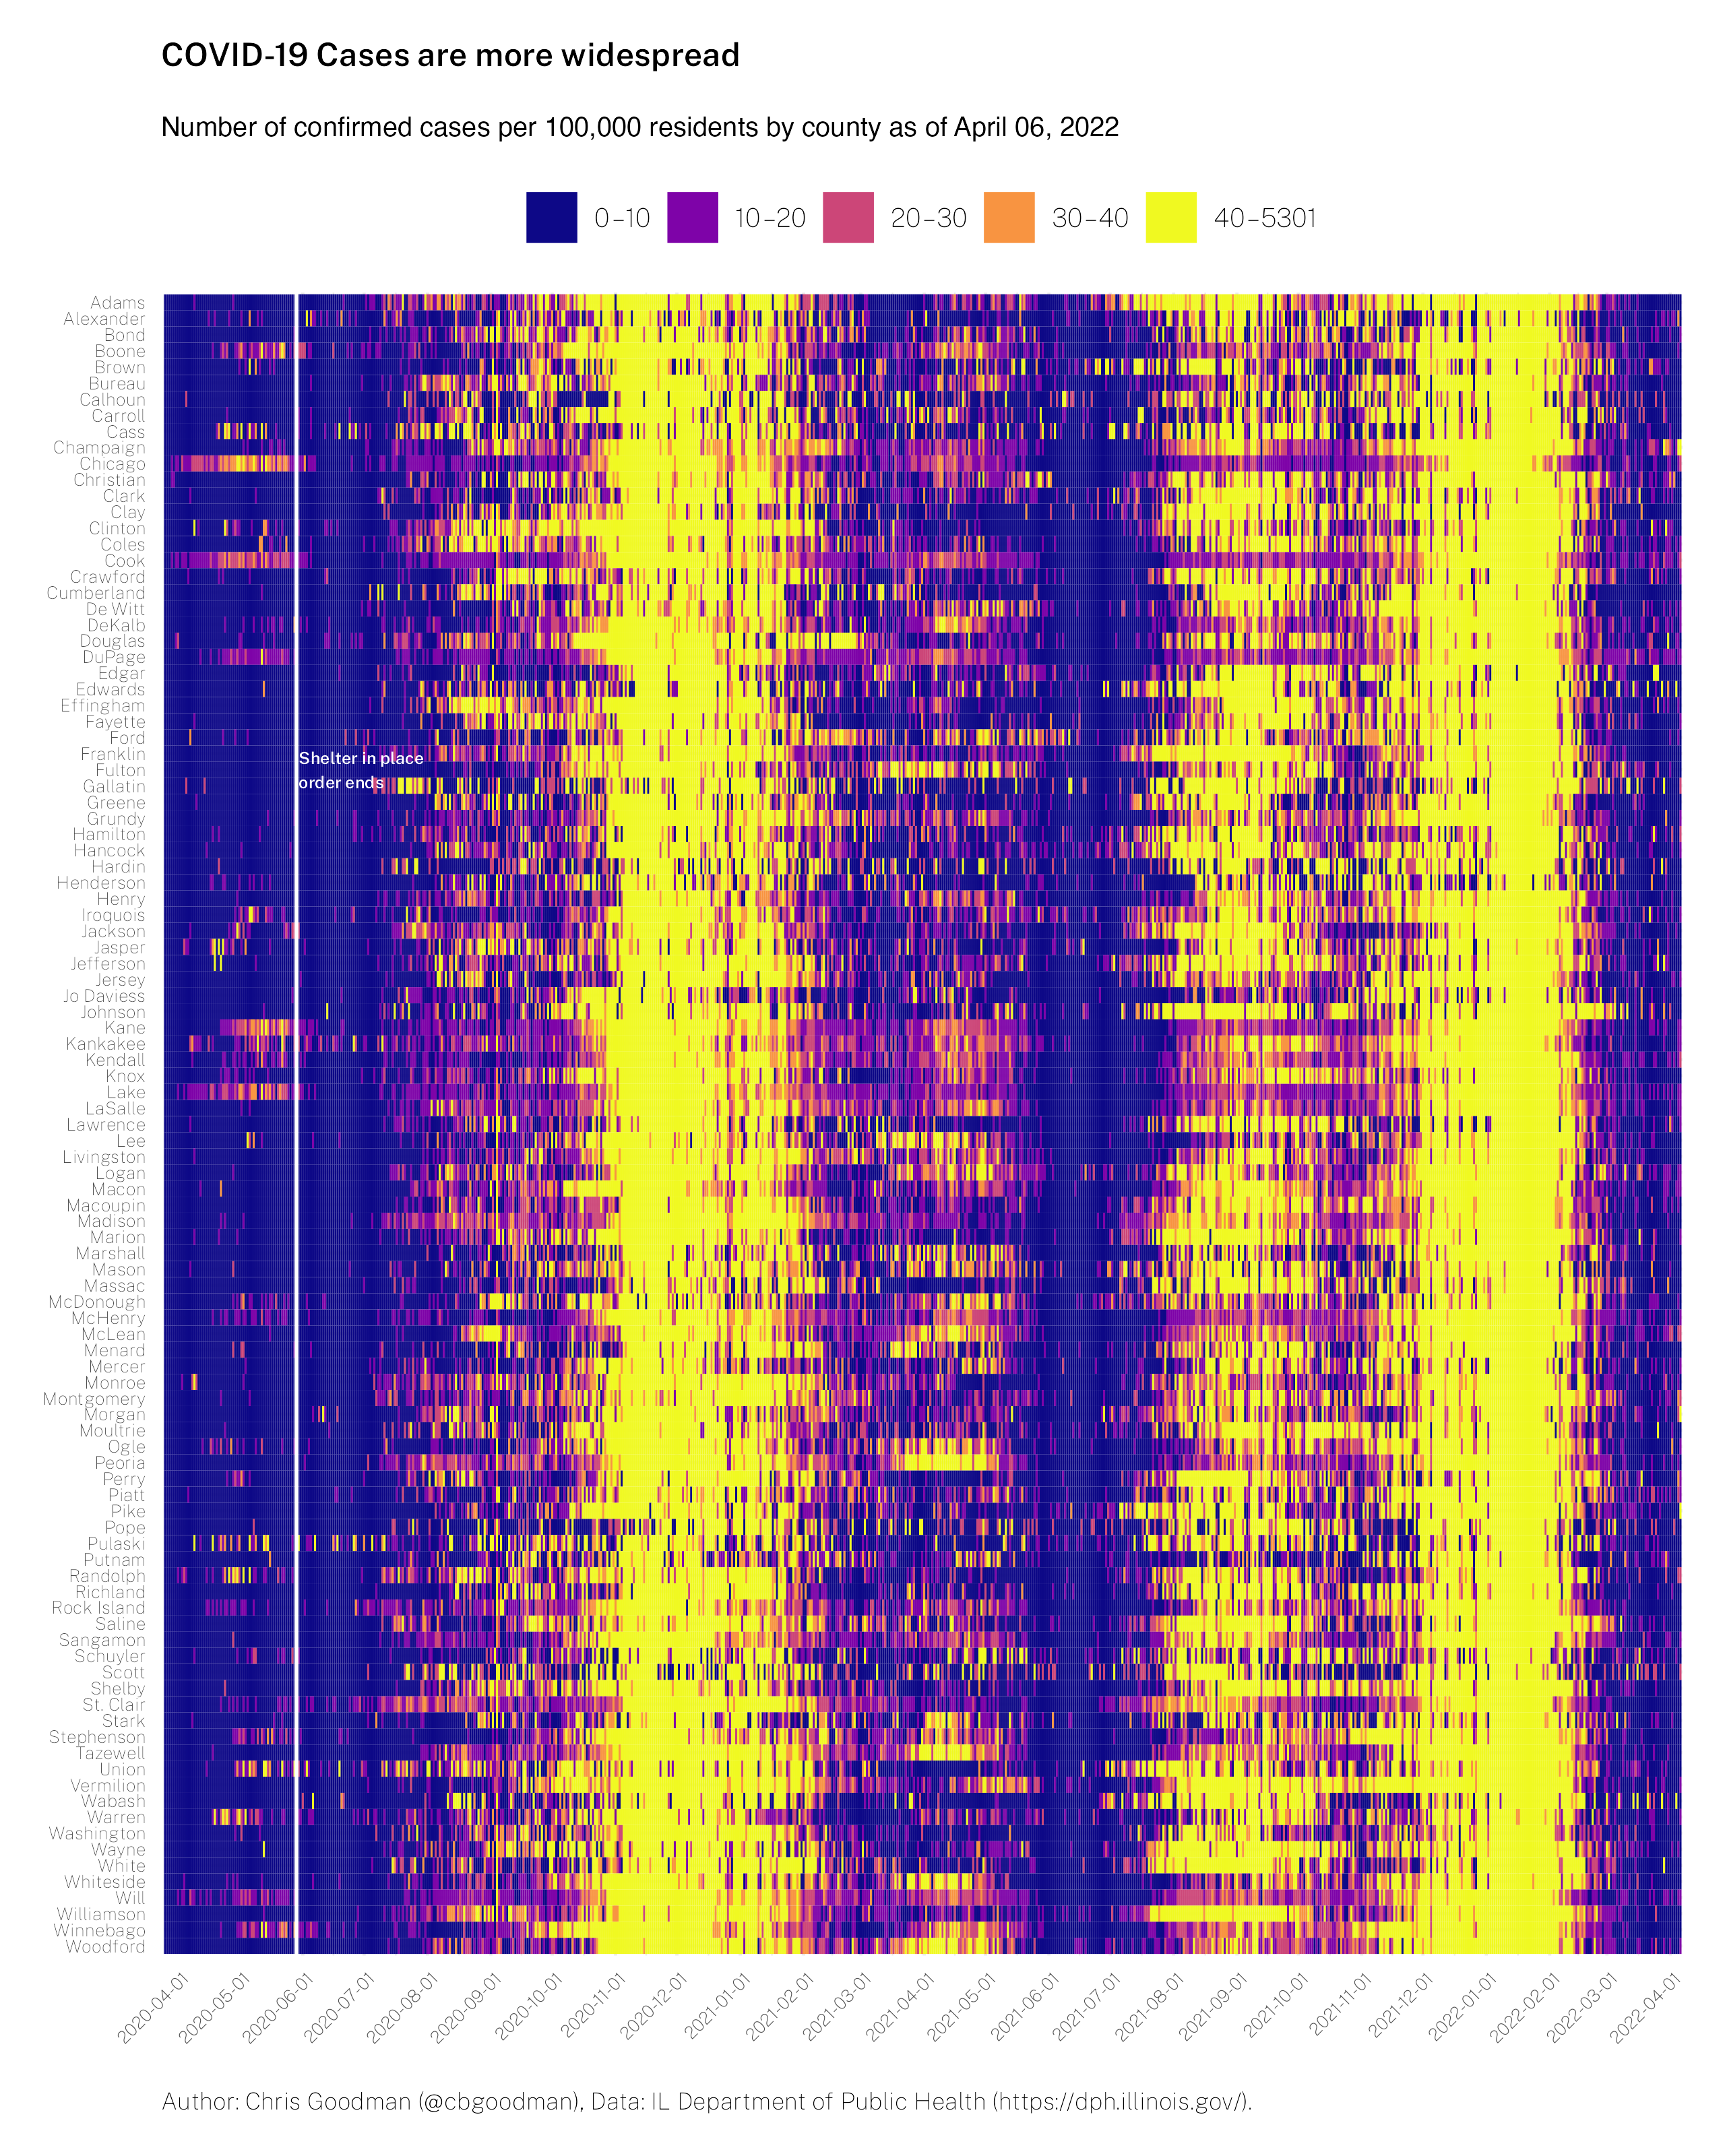 COVID-19 Cases are more widespread
Number of confirmed cases per 100,000 residents by county as of April 06, 2022
0-10 10-20 20-30 30-40 40-5301
Adams
Alexander
Bond
Boone
Brown
Bureau
Calhoun
Carroll
Cass
Champaign
Chicago
Christian
Clark
Clay
Clinton
Coles
Cook
Crawford
Cumberland
De Witt
DeKalb
Douglas
DuPage
Edgar
Edwards
Effingham
Fayette
Ford
Franklin
Fulton
Gallatin
Greene
Grundy
Hamilton
Hancock
Hardin
Henderson
Henry
Iroquois
Jackson
Jasper
Jefferson
Jersey
Jo Daviess
Johnson
Kane
Kankakee
Kendall
Knox
Lake
LaSalle
Lawrence
Lee
Livingston
Logan
Macon
Macoupin
Madison
Marion
Marshall
Mason
Massac
McDonough
McHenry
McLean
Menard
Mercer
Monroe
Montgomery
Morgan
Moultrie
Ogle
Peoria
Perry
Piatt
Pike
Pope
Pulaski
Putnam
Randolph
Richland
Rock Island
Saline
Sangamon
Schuyler
Scott
Shelby
St. Clair
Stark
Stephenson
Tazewell
Union
Vermilion
Wabash
Warren
Washington
Wayne
White
Whiteside
Will
Williamson
Winnebago
Woodford
Shelter in place
order ends
2020-04-01
2020-05-01
2020-06-01
2020-07-01
2020-08-01
2020-09-01
2020-10-01
2020-11-01
2020-12-01
2021-01-01
2021-02-01
2021-03-01
2021-04-01
2021-05-01
2021-06-01
2021-07-01
2021-08-01
2021-09-01
2021-10-01
2021-11-01
2021-12-01
2022-01-01
2022-02-01
2022-03-01
2022-04-01
Author: Chris Goodman (@cbgoodman), Data: IL Department of Public Health (https://dph.illinois.gov/).